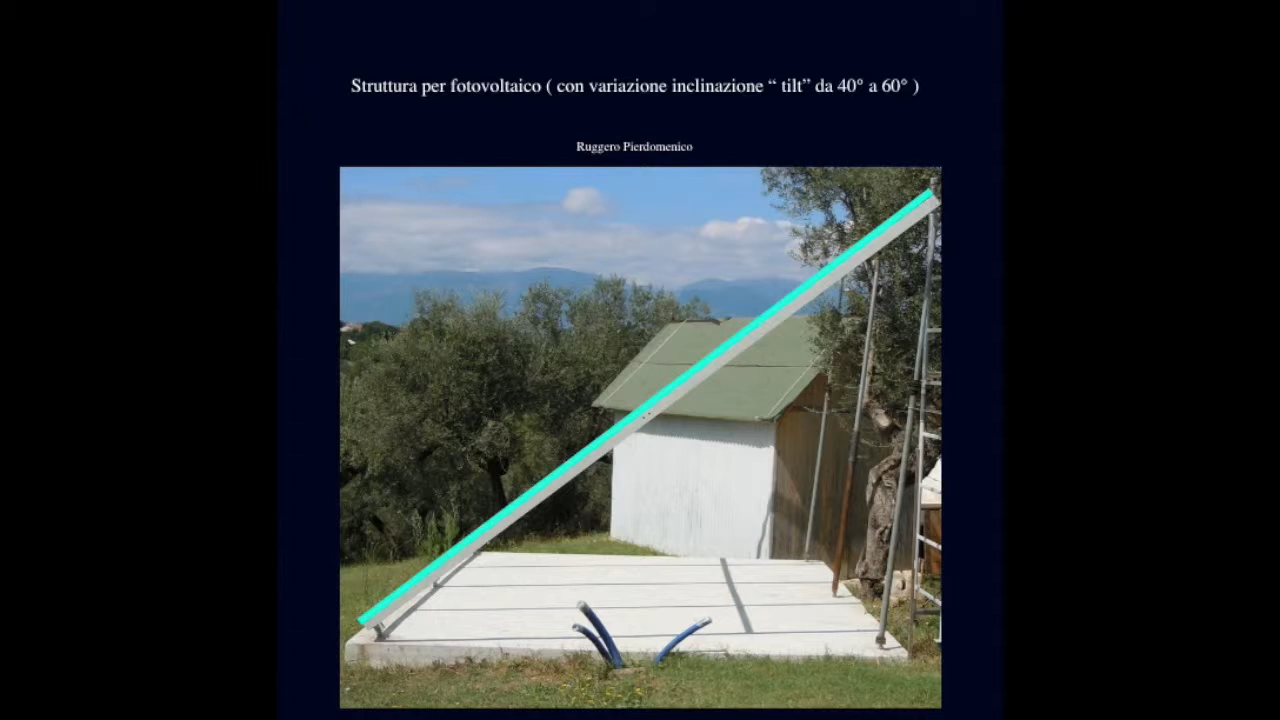 Struttura per fotovoltaico ( con variazione inclinazione “ tilt” da 40° a 60° )
Ruggero Pierdomenico